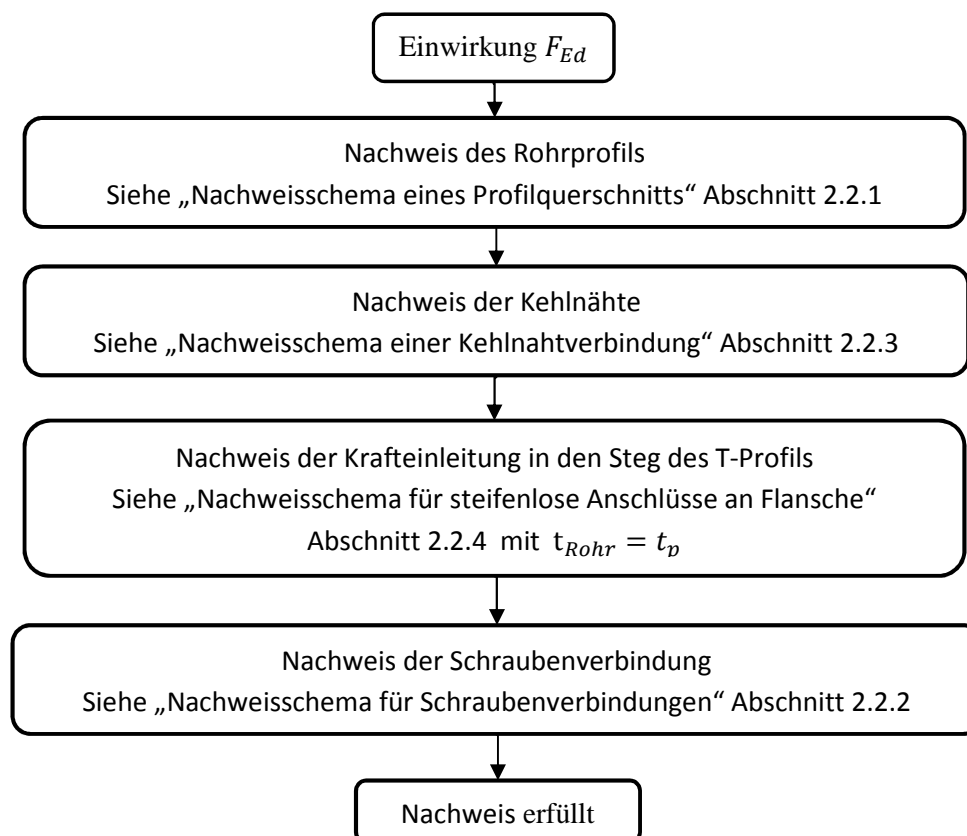 Einwirkung F_Ed
Nachweis des Rohrprofils
Siehe „Nachweisschema eines Profilquerschnitts“ Abschnitt 2.2.1
Nachweis der Kehlnähte
Siehe „Nachweisschema einer Kehlnahtverbindung“ Abschnitt 2.2.3
Nachweis der Krafteinleitung in den Steg des T-Profils
Siehe „Nachweisschema für steifenlose Anschlüsse an Flansche“
Abschnitt 2.2.4 mit t_Rohr = t_p
Nachweis der Schraubenverbindung
Siehe „Nachweisschema für Schraubenverbindungen“ Abschnitt 2.2.2
Nachweis erfüllt